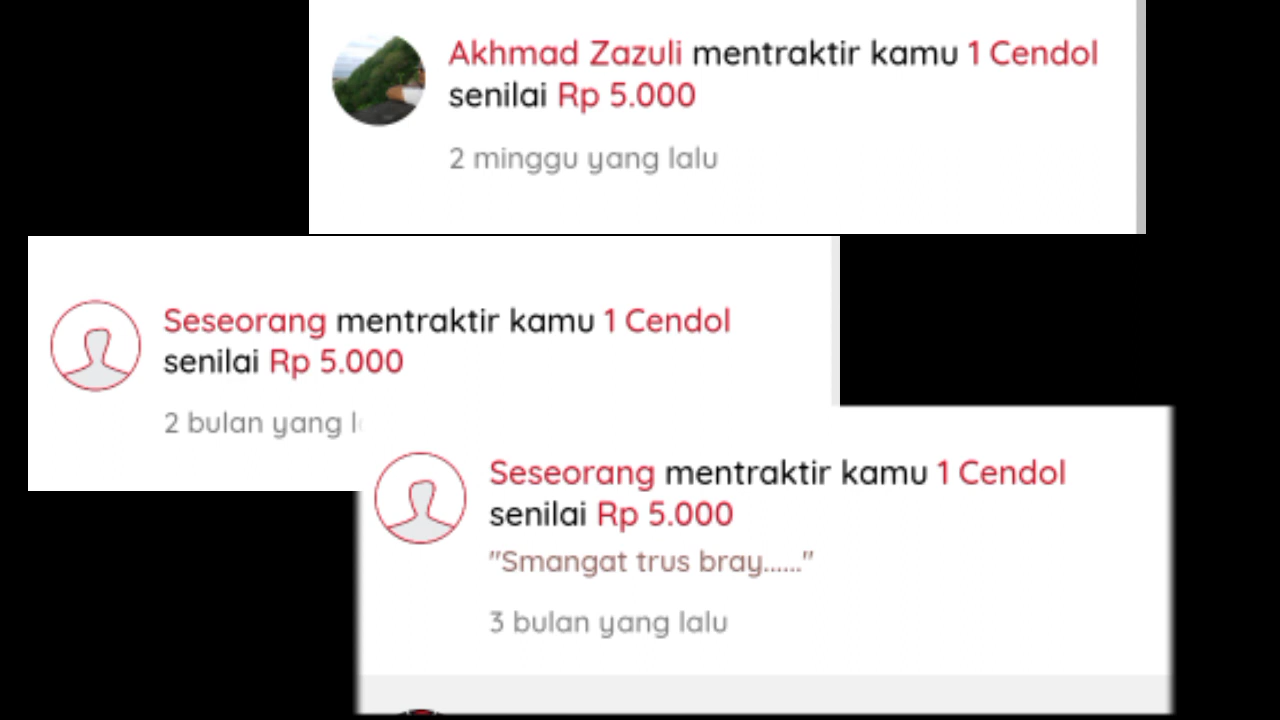 Akhmad Zazuli mentraktir kamu 1 Cendol
senilai Rp 5.000
2 minggu yang lalu
Seseorang mentraktir kamu 1 Cendol
senilai Rp 5.000
2 bulan yang
Seseorang mentraktir kamu 1 Cendol
senilai Rp 5.000
"Smangat trus bray......"
3 bulan yang lalu